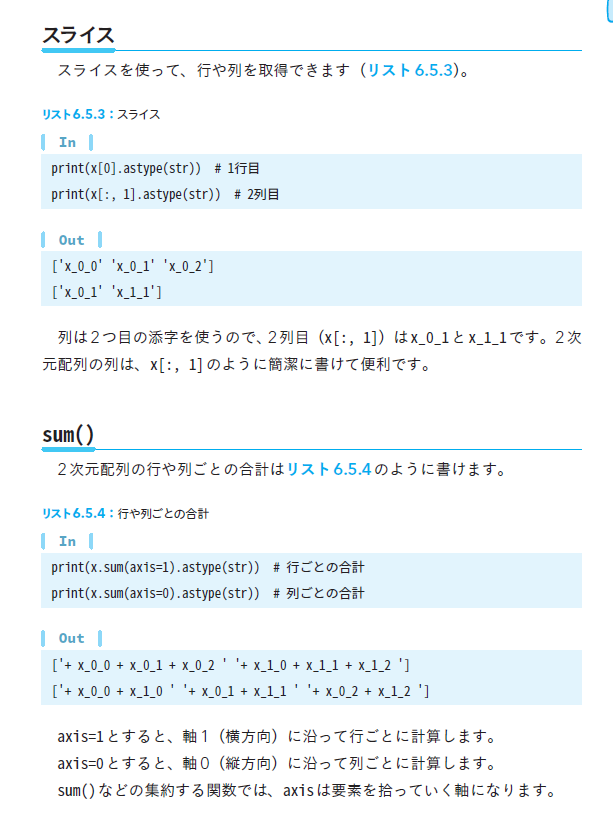 スライス
スライスを使って、行や列を取得できます（リスト6.5.3）。
リスト6.5.3：スライス
In
print(x[0].astype(str))  # 1行目
print(x[:, 1].astype(str))  # 2列目
Out
['x_0_0' 'x_0_1' 'x_0_2']
['x_0_1' 'x_1_1']
列は２つ目の添字を使うので、２列目（x[:, 1]）はx_0_1とx_1_1です。２次
元配列の列は、x[:, 1]のように簡潔に書けて便利です。
sum()
２次元配列の行や列ごとの合計はリスト6.5.4のように書けます。
リスト6.5.4：行や列ごとの合計
In
print(x.sum(axis=1).astype(str))  # 行ごとの合計
print(x.sum(axis=0).astype(str))  # 列ごとの合計
Out
['+ x_0_0 + x_0_1 + x_0_2 ' '+ x_1_0 + x_1_1 + x_1_2 ']
['+ x_0_0 + x_1_0 ' '+ x_0_1 + x_1_1 ' '+ x_0_2 + x_1_2 ']
axis=1とすると、軸１（横方向）に沿って行ごとに計算します。
axis=0とすると、軸０（縦方向）に沿って列ごとに計算します。
sum()などの集約する関数では、axisは要素を拾っていく軸になります。